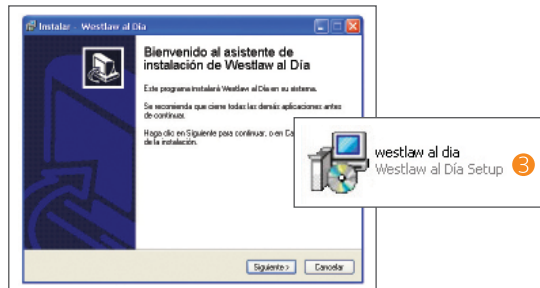 Instalar - Westlaw al Día
Bienvenido al asistente de
instalación de Westlaw al Día
Este programa instalará Westlaw al Día en su sistema.
Se recomienda que cierre todas las demás aplicaciones antes
de continuar.
Haga clic en Siguiente para continuar, o en Ca
de la instalación.
westlaw al dia
Westlaw al Día Setup
3
Siguiente >
Cancelar